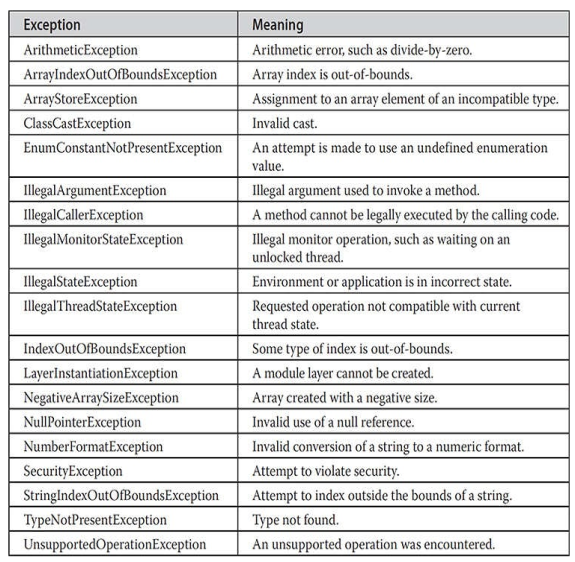 Exception Meaning
ArithmeticException Arithmetic error, such as divide-by-zero.
ArrayIndexOutOfBoundsException Array index is out-of-bounds.
ArrayStoreException Assignment to an array element of an incompatible type.
ClassCastException Invalid cast.
EnumConstantNotPresentException An attempt is made to use an undefined enumeration
value.
IllegalArgumentException Illegal argument used to invoke a method.
IllegalCallerException A method cannot be legally executed by the calling code.
IllegalMonitorStateException Illegal monitor operation, such as waiting on an
unlocked thread.
IllegalStateException Environment or application is in incorrect state.
IllegalThreadStateException Requested operation not compatible with current
thread state.
IndexOutOfBoundsException Some type of index is out-of-bounds.
LayerInstantiationException A module layer cannot be created.
NegativeArraySizeException Array created with a negative size.
NullPointerException Invalid use of a null reference.
NumberFormatException Invalid conversion of a string to a numeric format.
SecurityException Attempt to violate security.
StringIndexOutOfBoundsException Attempt to index outside the bounds of a string.
TypeNotPresentException Type not found.
UnsupportedOperationException An unsupported operation was encountered.